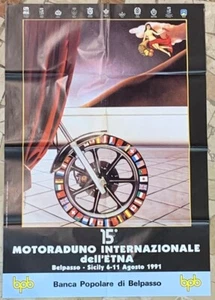 15°
MOTORADUNO INTERNAZIONALE
dell'ETNA
Belpasso - Sicily 6-11 Agosto 1991
bpb Banca Popolare di Belpasso bpb